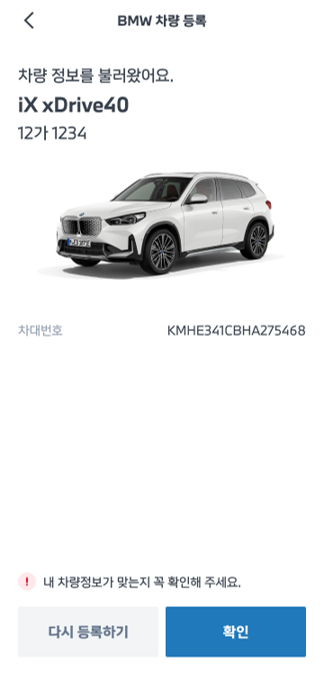 BMW 차량 등록
차량 정보를 불러왔어요.
iX xDrive40
12가 1234
차대번호 KMHE341CBHA275468
! 내 차량정보가 맞는지 꼭 확인해 주세요.
다시 등록하기 확인